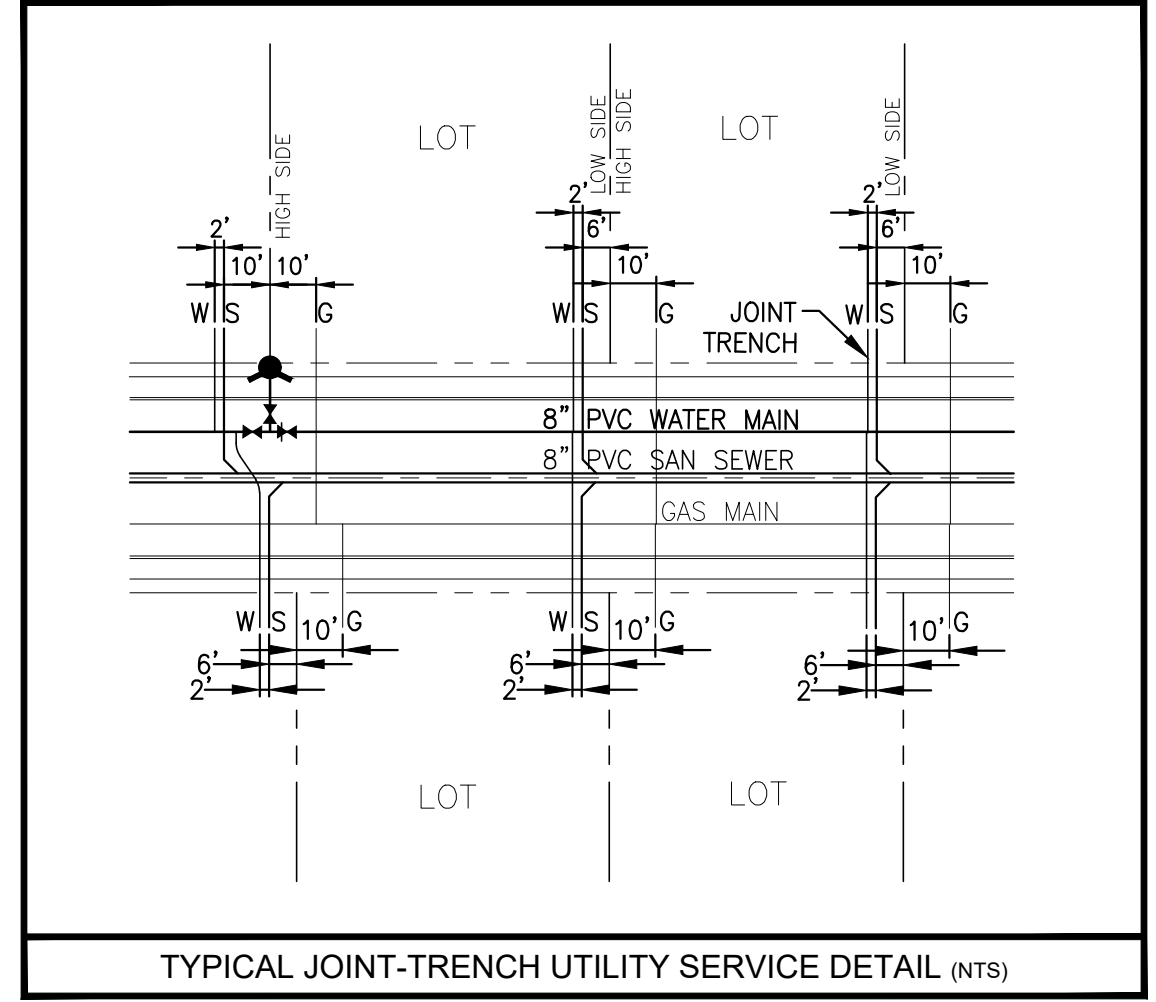 LOT
LOT
HIGH SIDE
LOW SIDE
HIGH SIDE
LOW SIDE
2'
2'
2'
6'
6'
10'
10'
10'
10'
W S G
W S G
W S G
JOINT
TRENCH
8" PVC WATER MAIN
8" PVC SAN SEWER
GAS MAIN
W S 10' G
W S 10' G
10' G
6'
6'
6'
2'
2'
2'
LOT
LOT
TYPICAL JOINT-TRENCH UTILITY SERVICE DETAIL (NTS)